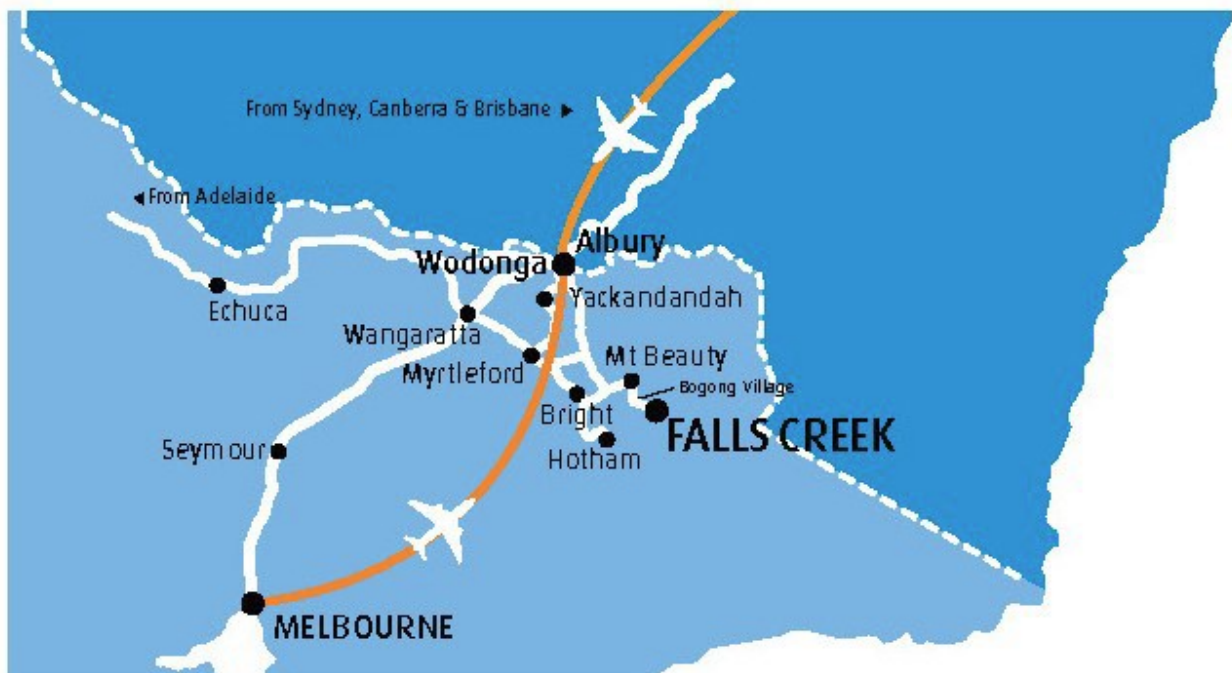 From Sydney, Canberra & Brisbane ►
◄ From Adelaide
Albury
Wodonga
Echuca
Yackandandah
Wangaratta
Mt Beauty
Myrtleford
Bogong Village
Bright
FALLS CREEK
Seymour
Hotham
MELBOURNE